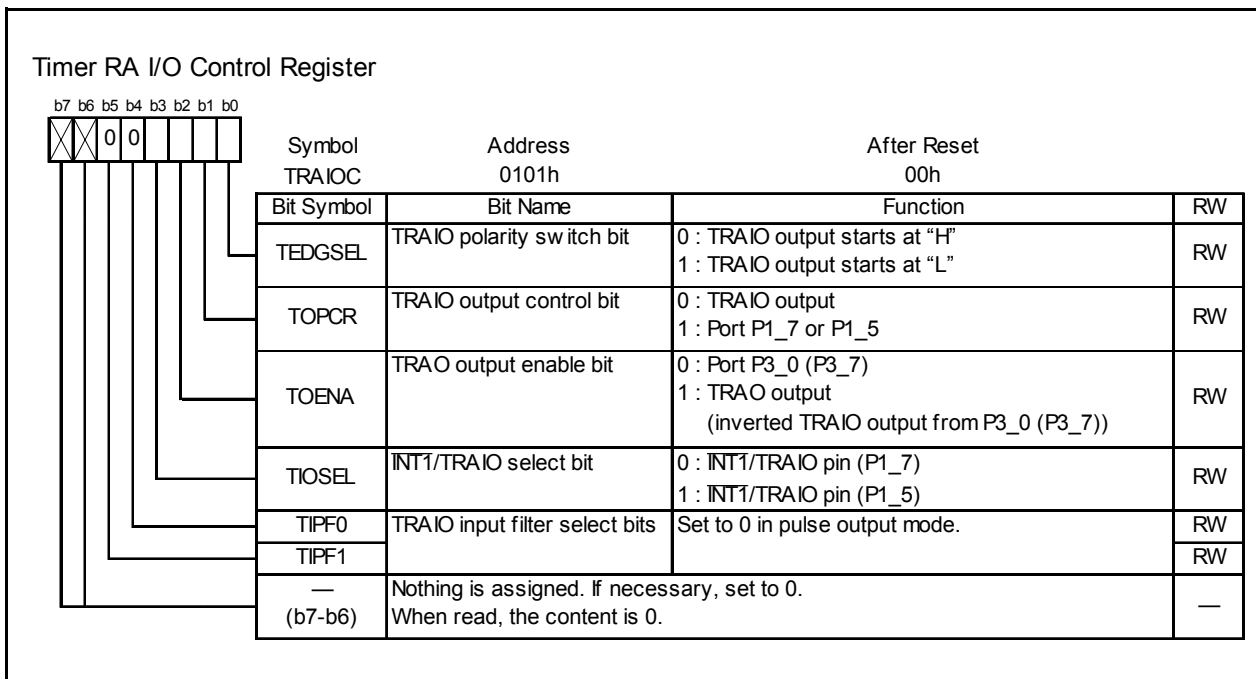 Timer RA I/O Control Register
b7 b6 b5 b4 b3 b2 b1 b0
0 0
Symbol Address After Reset
TRAIOC 0101h 00h
Bit Symbol Bit Name Function RW
TEDGSEL TRAIO polarity switch bit 0 : TRAIO output starts at “H” RW
1 : TRAIO output starts at “L”
TOPCR TRAIO output control bit 0 : TRAIO output RW
1 : Port P1_7 or P1_5
TOENA TRAO output enable bit 0 : Port P3_0 (P3_7) RW
1 : TRAO output
(inverted TRAIO output from P3_0 (P3_7))
TIOSEL INT1/TRAIO select bit 0 : INT1/TRAIO pin (P1_7) RW
1 : INT1/TRAIO pin (P1_5)
TIPF0 TRAIO input filter select bits Set to 0 in pulse output mode. RW
TIPF1 RW
— Nothing is assigned. If necessary, set to 0. —
(b7-b6) When read, the content is 0.